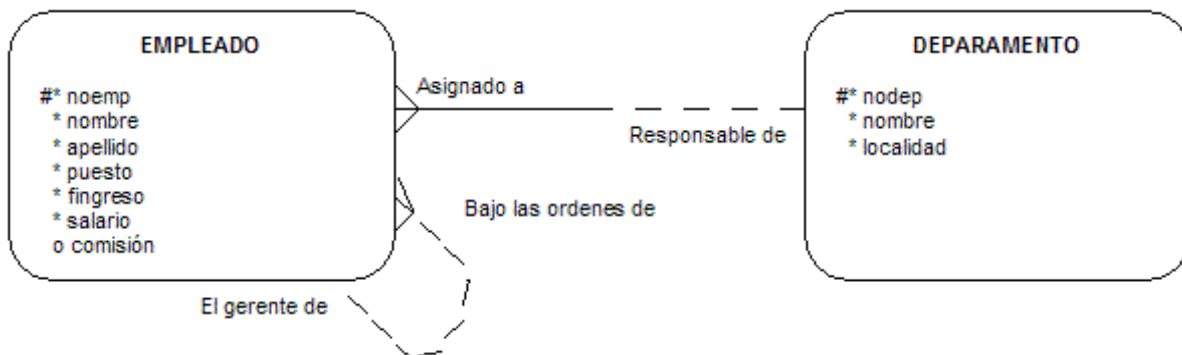 EMPLEADO
#* noemp
* nombre
* apellido
* puesto
* fingreso
* salario
o comisión
Asignado a
Responsable de
Bajo las ordenes de
El gerente de
DEPARAMENTO
#* nodep
* nombre
* localidad